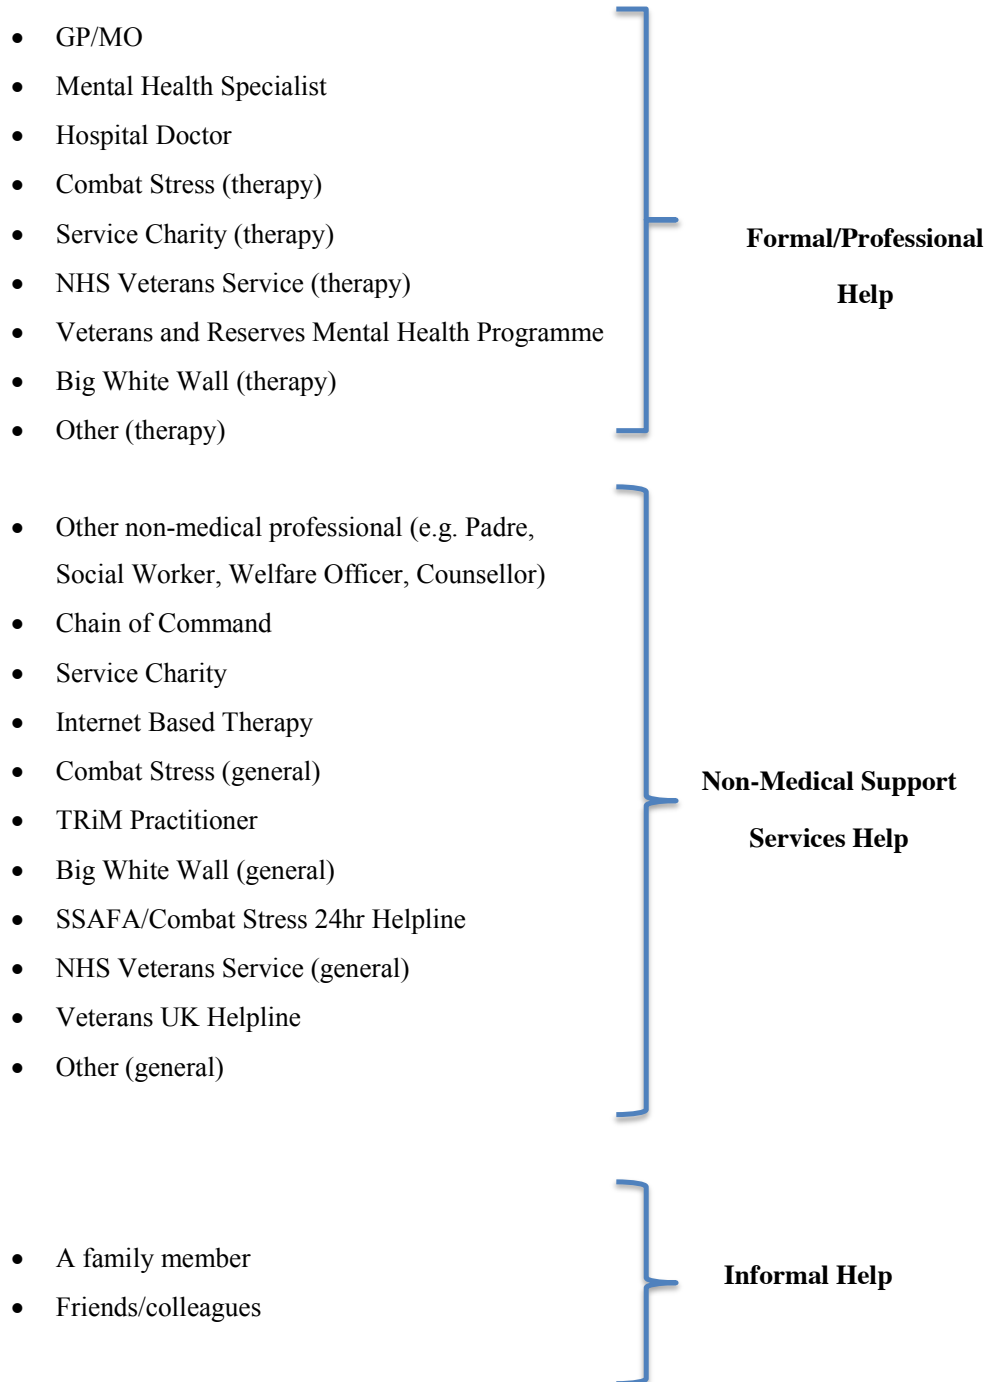 • GP/MO
• Mental Health Specialist
• Hospital Doctor
• Combat Stress (therapy)
• Service Charity (therapy)
• NHS Veterans Service (therapy)
• Veterans and Reserves Mental Health Programme
• Big White Wall (therapy)
• Other (therapy)
Formal/Professional
Help
• Other non-medical professional (e.g. Padre,
Social Worker, Welfare Officer, Counsellor)
• Chain of Command
• Service Charity
• Internet Based Therapy
• Combat Stress (general)
• TRiM Practitioner
• Big White Wall (general)
• SSAFA/Combat Stress 24hr Helpline
• NHS Veterans Service (general)
• Veterans UK Helpline
• Other (general)
Non-Medical Support
Services Help
• A family member
• Friends/colleagues
Informal Help